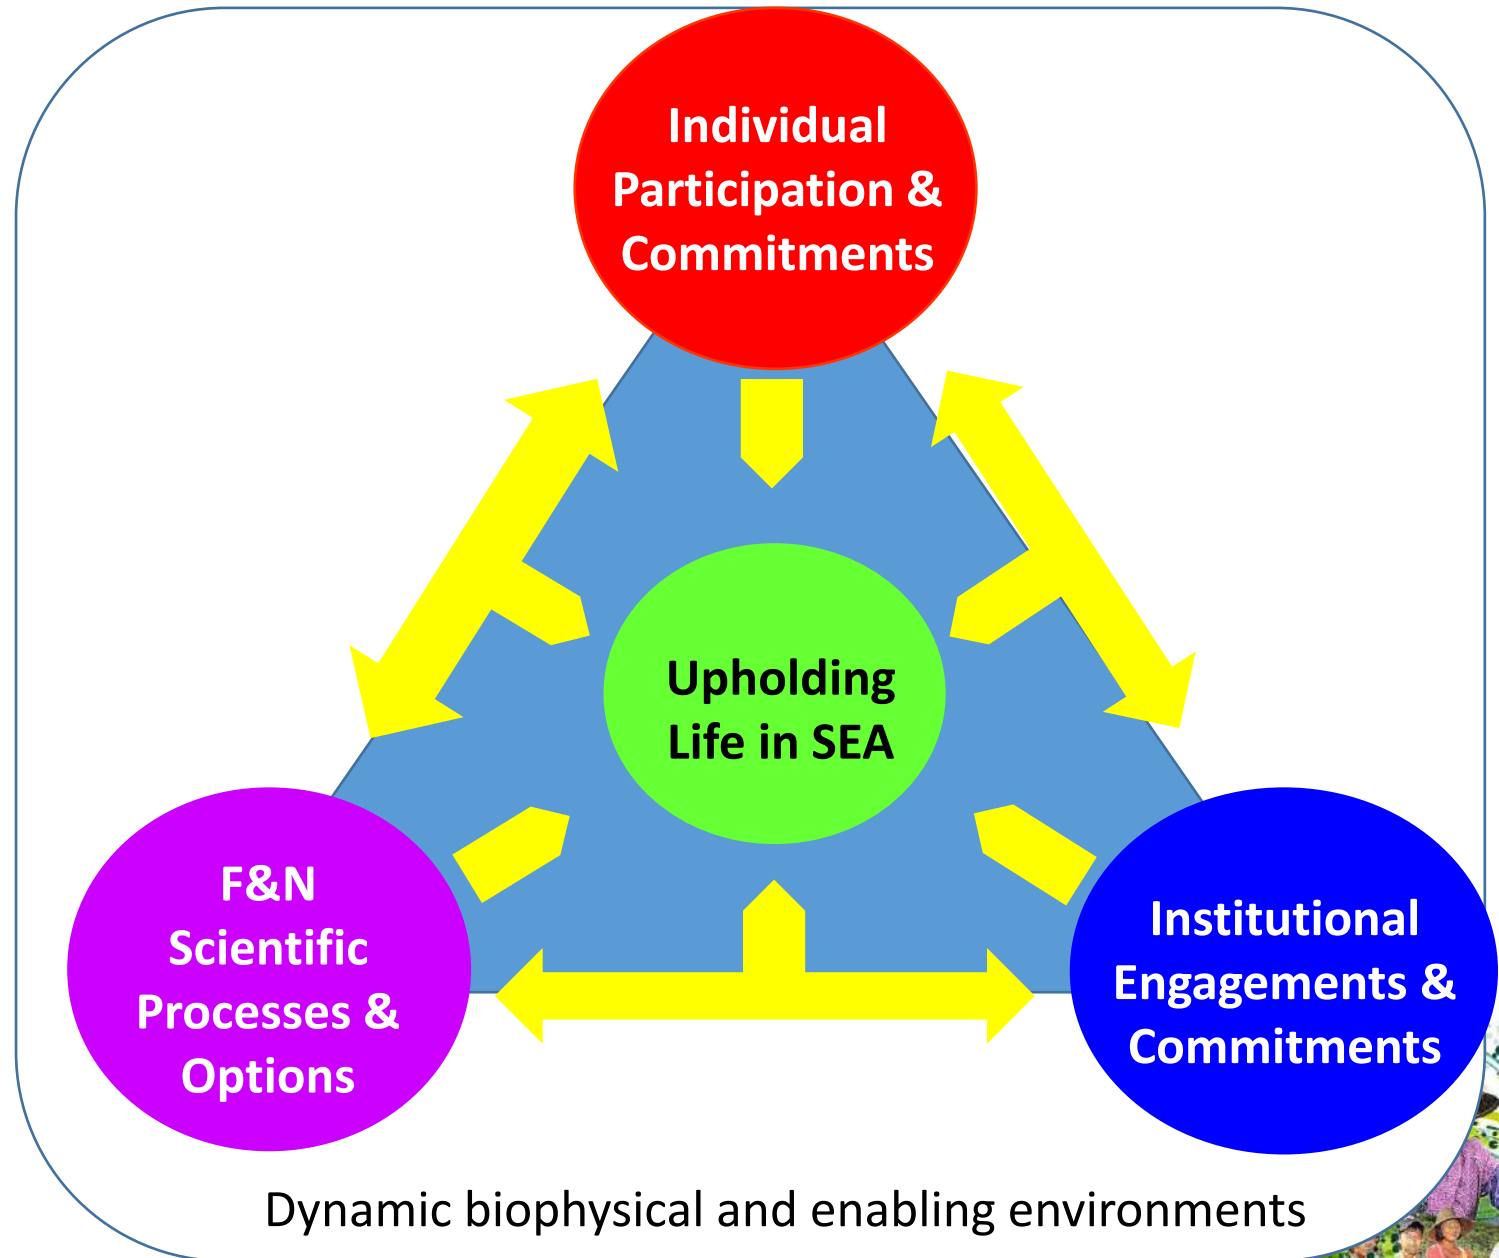 Individual
Participation &
Commitments
Upholding
Life in SEA
F&N
Scientific
Processes &
Options
Institutional
Engagements &
Commitments
Dynamic biophysical and enabling environments